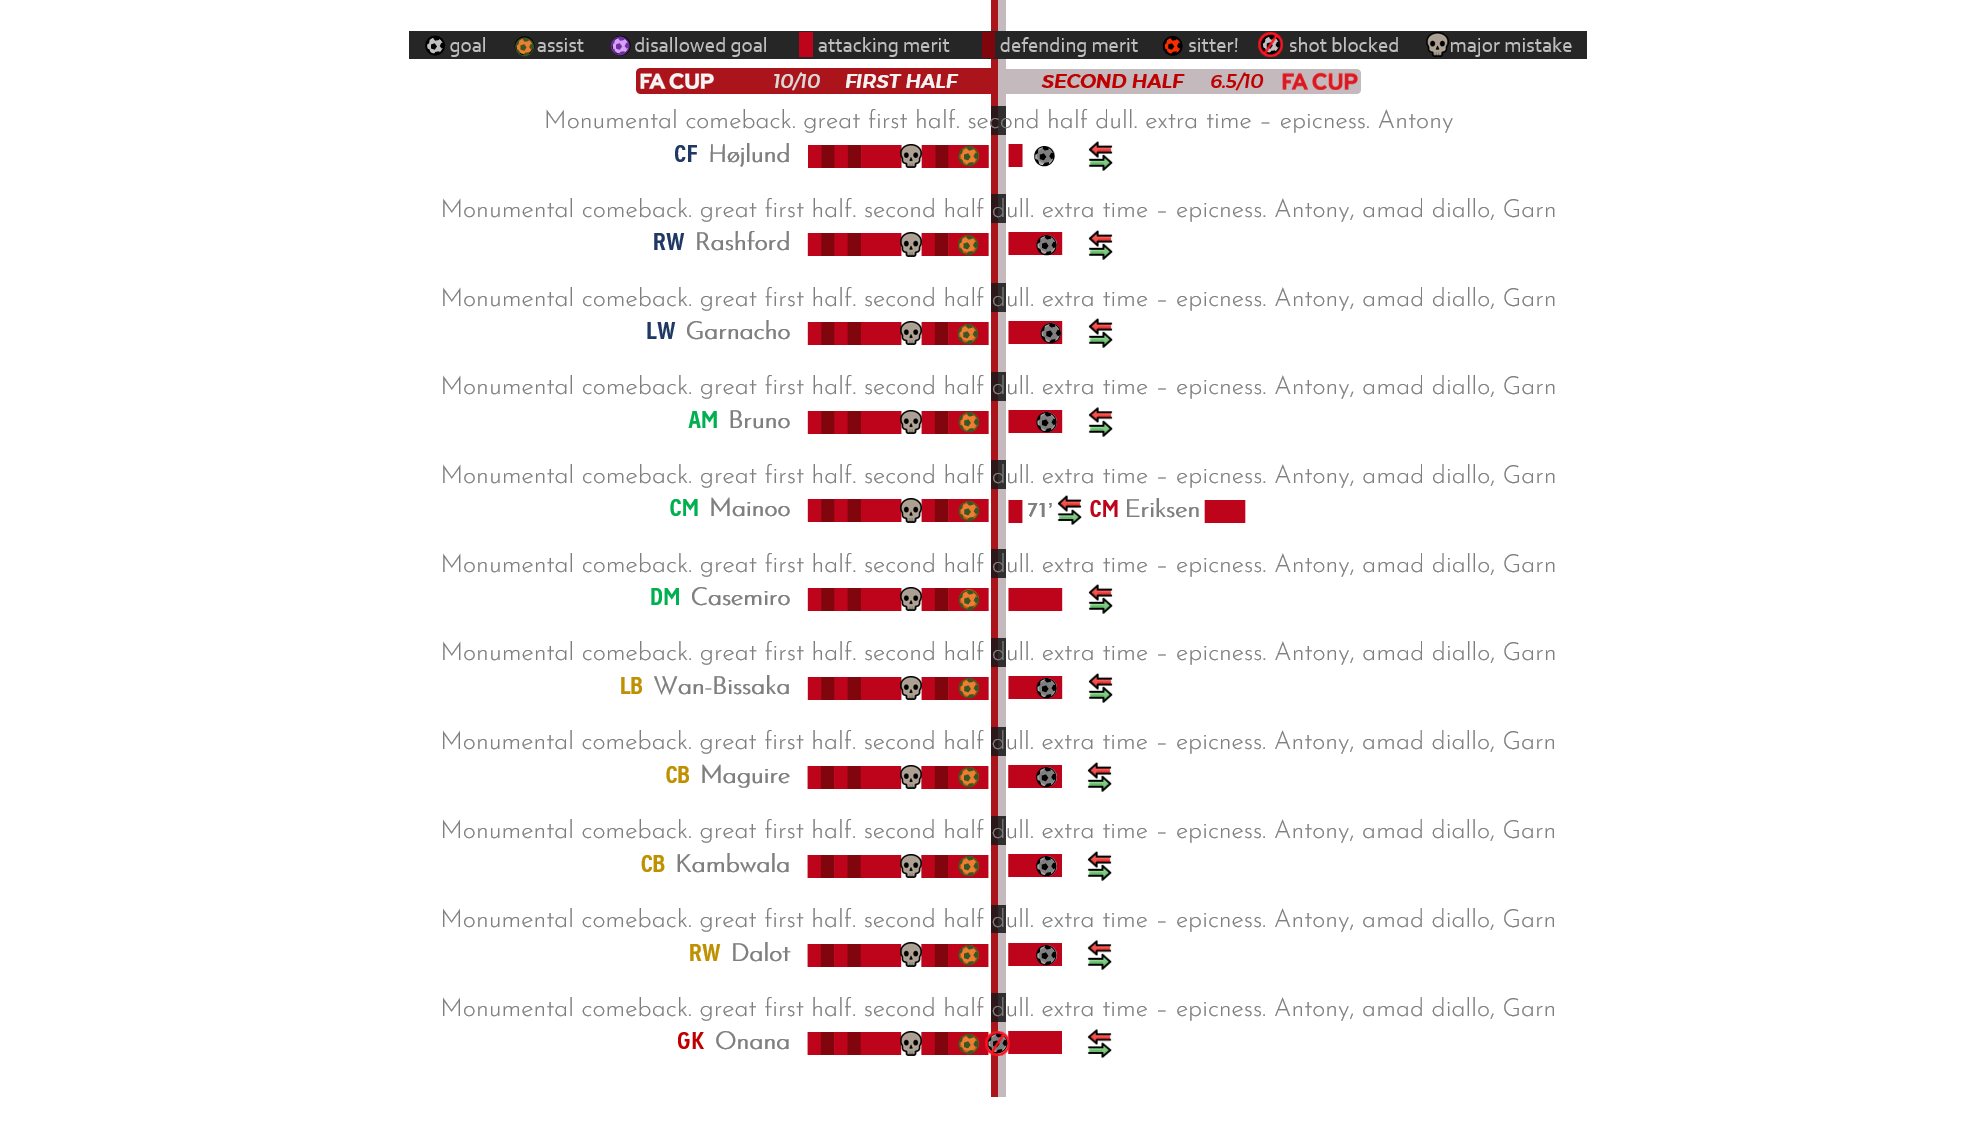 goal assist disallowed goal attacking merit defending merit sitter! shot blocked major mistake
FA CUP 10/10 FIRST HALF SECOND HALF 6.5/10 FA CUP
Monumental comeback. great first half. second half dull. extra time – epicness. Antony
CF Højlund
Monumental comeback. great first half. second half dull. extra time – epicness. Antony, amad diallo, Garn
RW Rashford
Monumental comeback. great first half. second half dull. extra time – epicness. Antony, amad diallo, Garn
LW Garnacho
Monumental comeback. great first half. second half dull. extra time – epicness. Antony, amad diallo, Garn
AM Bruno
Monumental comeback. great first half. second half dull. extra time – epicness. Antony, amad diallo, Garn
CM Mainoo 71' CM Eriksen
Monumental comeback. great first half. second half dull. extra time – epicness. Antony, amad diallo, Garn
DM Casemiro
Monumental comeback. great first half. second half dull. extra time – epicness. Antony, amad diallo, Garn
LB Wan-Bissaka
Monumental comeback. great first half. second half dull. extra time – epicness. Antony, amad diallo, Garn
CB Maguire
Monumental comeback. great first half. second half dull. extra time – epicness. Antony, amad diallo, Garn
CB Kambwala
Monumental comeback. great first half. second half dull. extra time – epicness. Antony, amad diallo, Garn
RW Dalot
Monumental comeback. great first half. second half dull. extra time – epicness. Antony, amad diallo, Garn
GK Onana